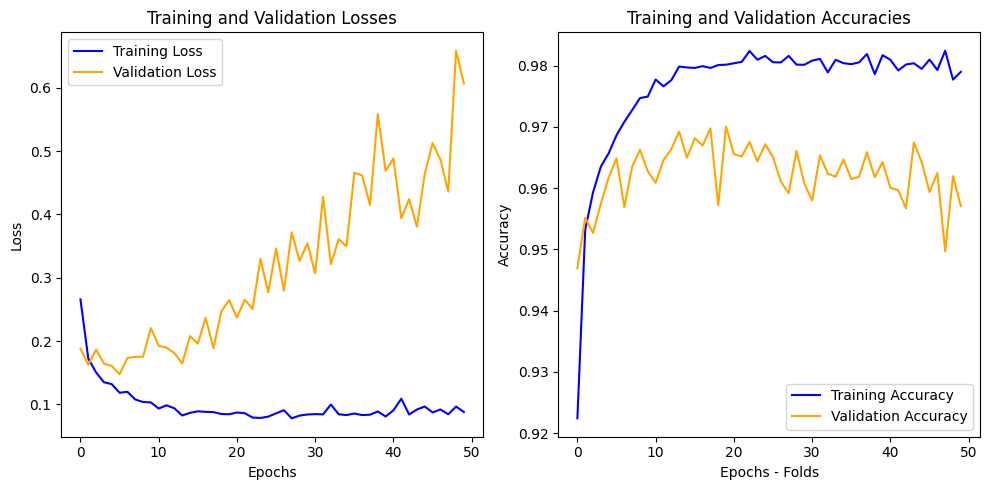 Training and Validation Losses
Training Loss
Validation Loss
0.6
0.5
0.4
0.3
0.2
0.1
Loss
0 10 20 30 40 50
Epochs
Training and Validation Accuracies
0.98
0.97
0.96
0.95
0.94
0.93
0.92
Accuracy
Training Accuracy
Validation Accuracy
0 10 20 30 40 50
Epochs - Folds